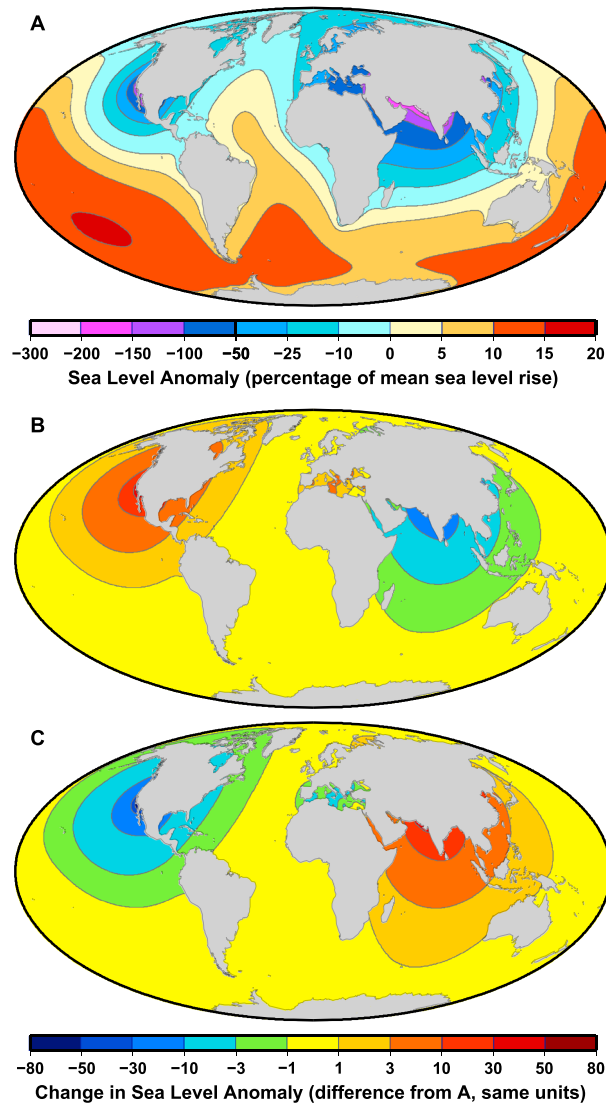 A
−300 −200 −150 −100 −50 −25 −10 0 5 10 15 20
Sea Level Anomaly (percentage of mean sea level rise)
B
C
−80 −50 −30 −10 −3 −1 1 3 10 30 50 80
Change in Sea Level Anomaly (difference from A, same units)